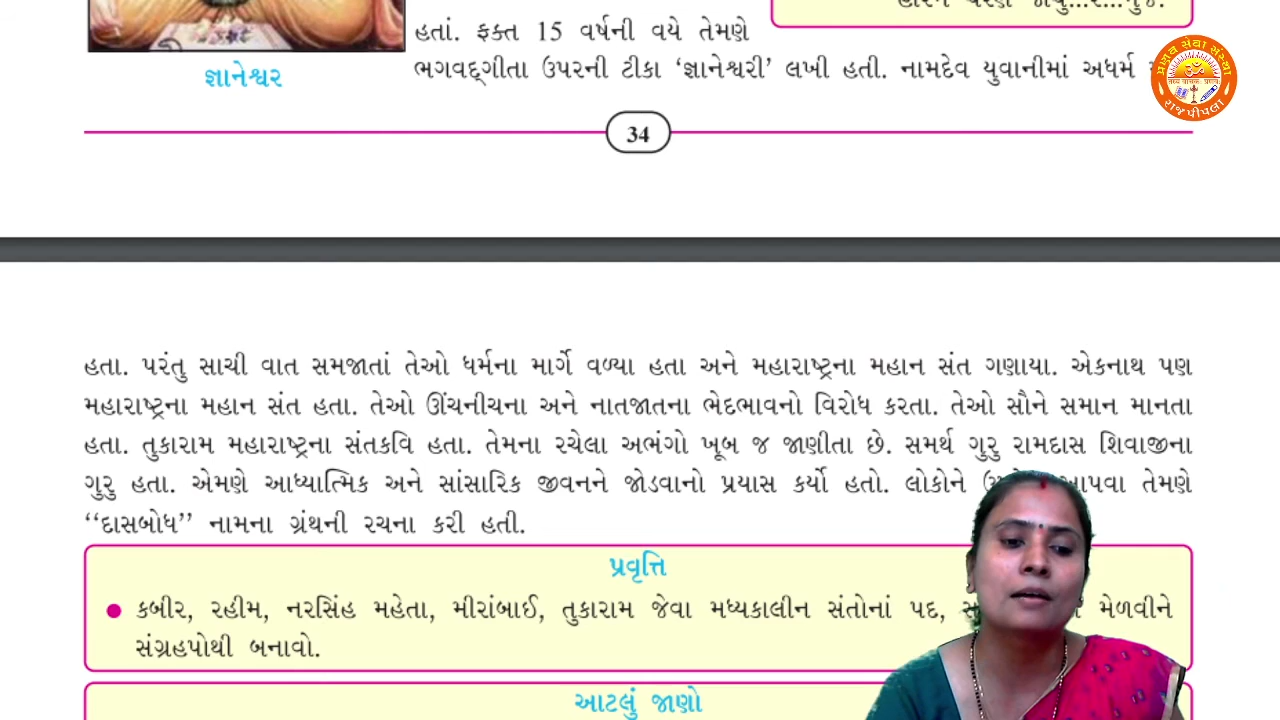 હતાં. ફક્ત 15 વર્ષની વયે તેમણે
ભગવદ્ગીતા ઉપરની ટીકા ‘જ્ઞાનેશ્વરી’ લખી હતી. નામદેવ યુવાનીમાં અધર્મ
જ્ઞાનેશ્વર
પ્રણવ સેવા સંસ્થા
રાજપીપલા
34
હતા. પરંતુ સાચી વાત સમજાતાં તેઓ ધર્મના માર્ગે વળ્યા હતા અને મહારાષ્ટ્રના મહાન સંત ગણાયા. એકનાથ પણ
મહારાષ્ટ્રના મહાન સંત હતા. તેઓ ઊંચનીચના અને નાતજાતના ભેદભાવનો વિરોધ કરતા. તેઓ સૌને સમાન માનતા
હતા. તુકારામ મહારાષ્ટ્રના સંતકવિ હતા. તેમના રચેલા અભંગો ખૂબ જ જાણીતા છે. સમર્થ ગુરુ રામદાસ શિવાજીના
ગુરુ હતા. એમણે આધ્યાત્મિક અને સાંસારિક જીવનને જોડવાનો પ્રયાસ કર્યો હતો. લોકોને આપવા તેમણે
‘‘દાસબોધ’’ નામના ગ્રંથની રચના કરી હતી.
પ્રવૃત્તિ
● કબીર, રહીમ, નરસિંહ મહેતા, મીરાંબાઈ, તુકારામ જેવા મધ્યકાલીન સંતોનાં પદ, મેળવીને
સંગ્રહપોથી બનાવો.
આટલું જાણો